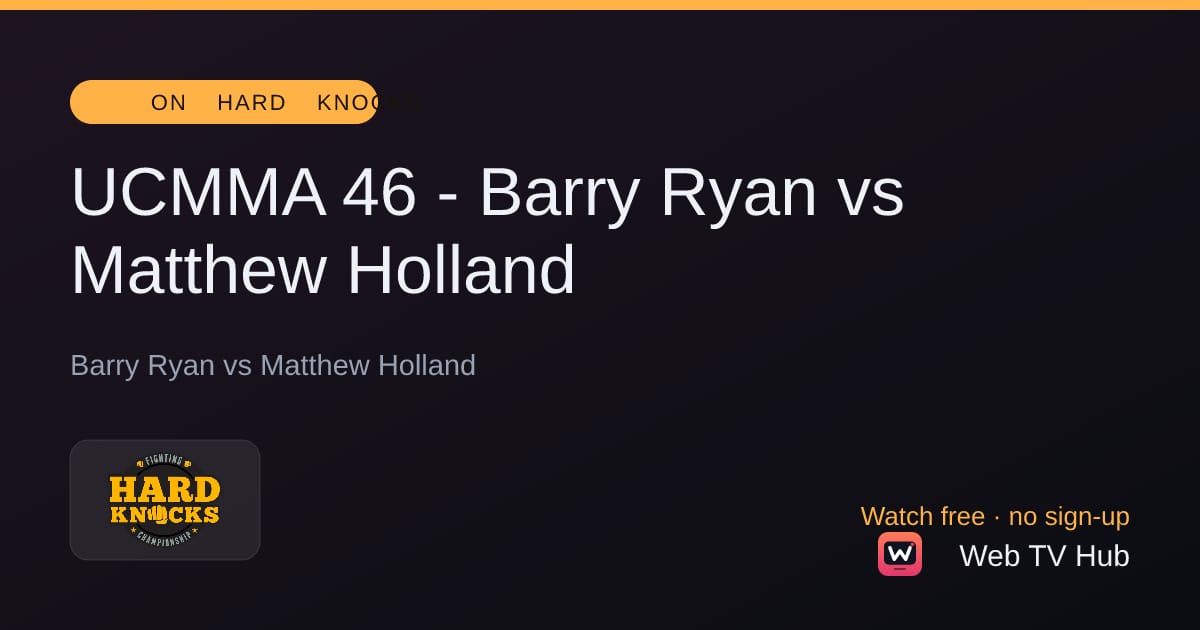 ON HARD KNOC
UCMMA 46 - Barry Ryan vs
Matthew Holland
Barry Ryan vs Matthew Holland
FIGHTING
HARD
KNOCKS
CHAMPIONSHIP
Watch free · no sign-up
W
Web TV Hub